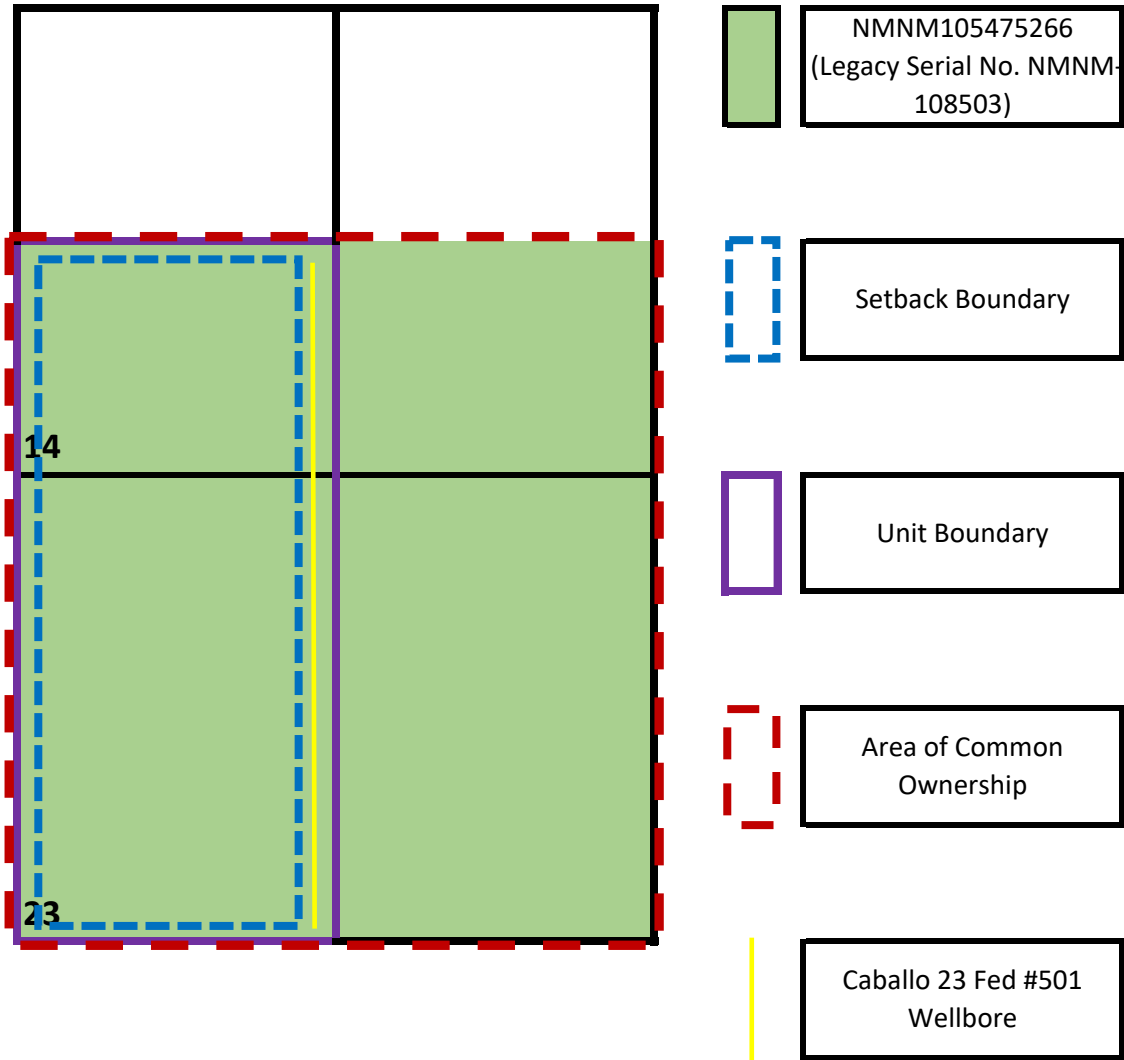 NMNM105475266
(Legacy Serial No. NMNM-
108503)
Setback Boundary
14
Unit Boundary
Area of Common
Ownership
23
Caballo 23 Fed #501
Wellbore